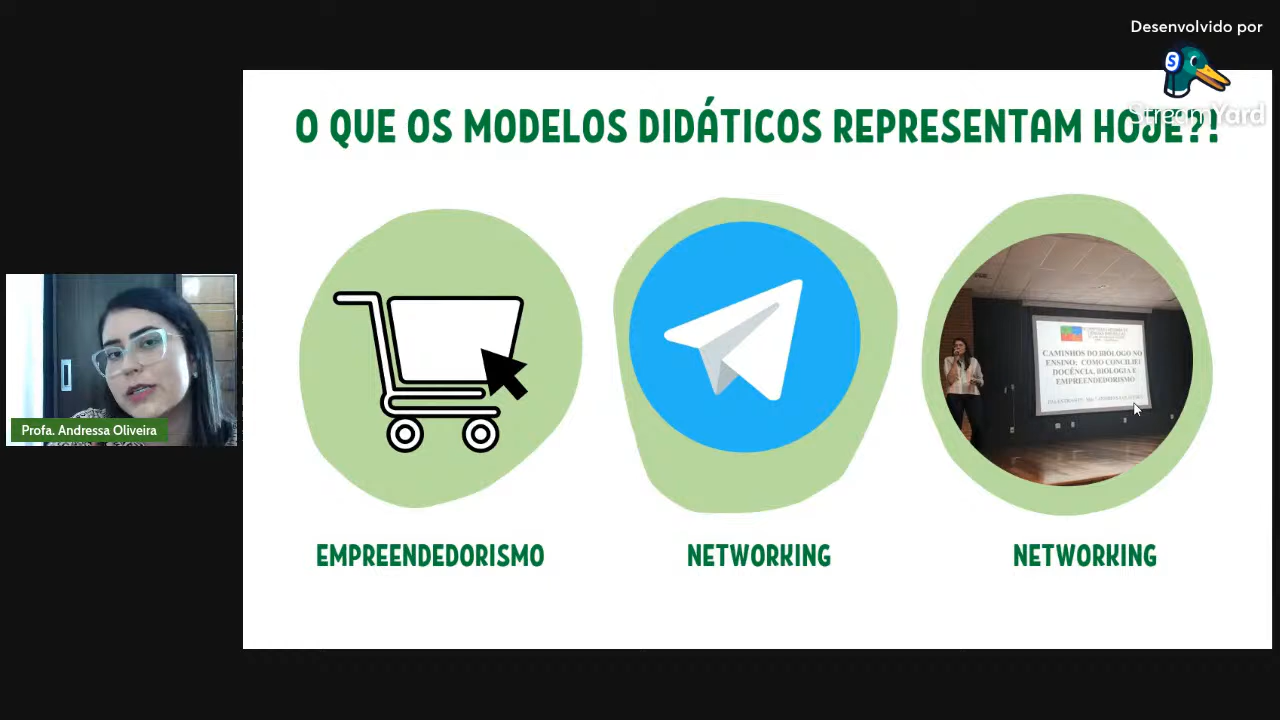 Desenvolvido por
StreamYard
O QUE OS MODELOS DIDÁTICOS REPRESENTAM HOJE?!
CAMINHOS DO BIÓLOGO NO
ENSINO: COMO CONCILIEI
DOCÊNCIA, BIOLOGIA E
EMPREENDEDORISMO
Profa. Andressa Oliveira
EMPREENDEDORISMO
NETWORKING
NETWORKING